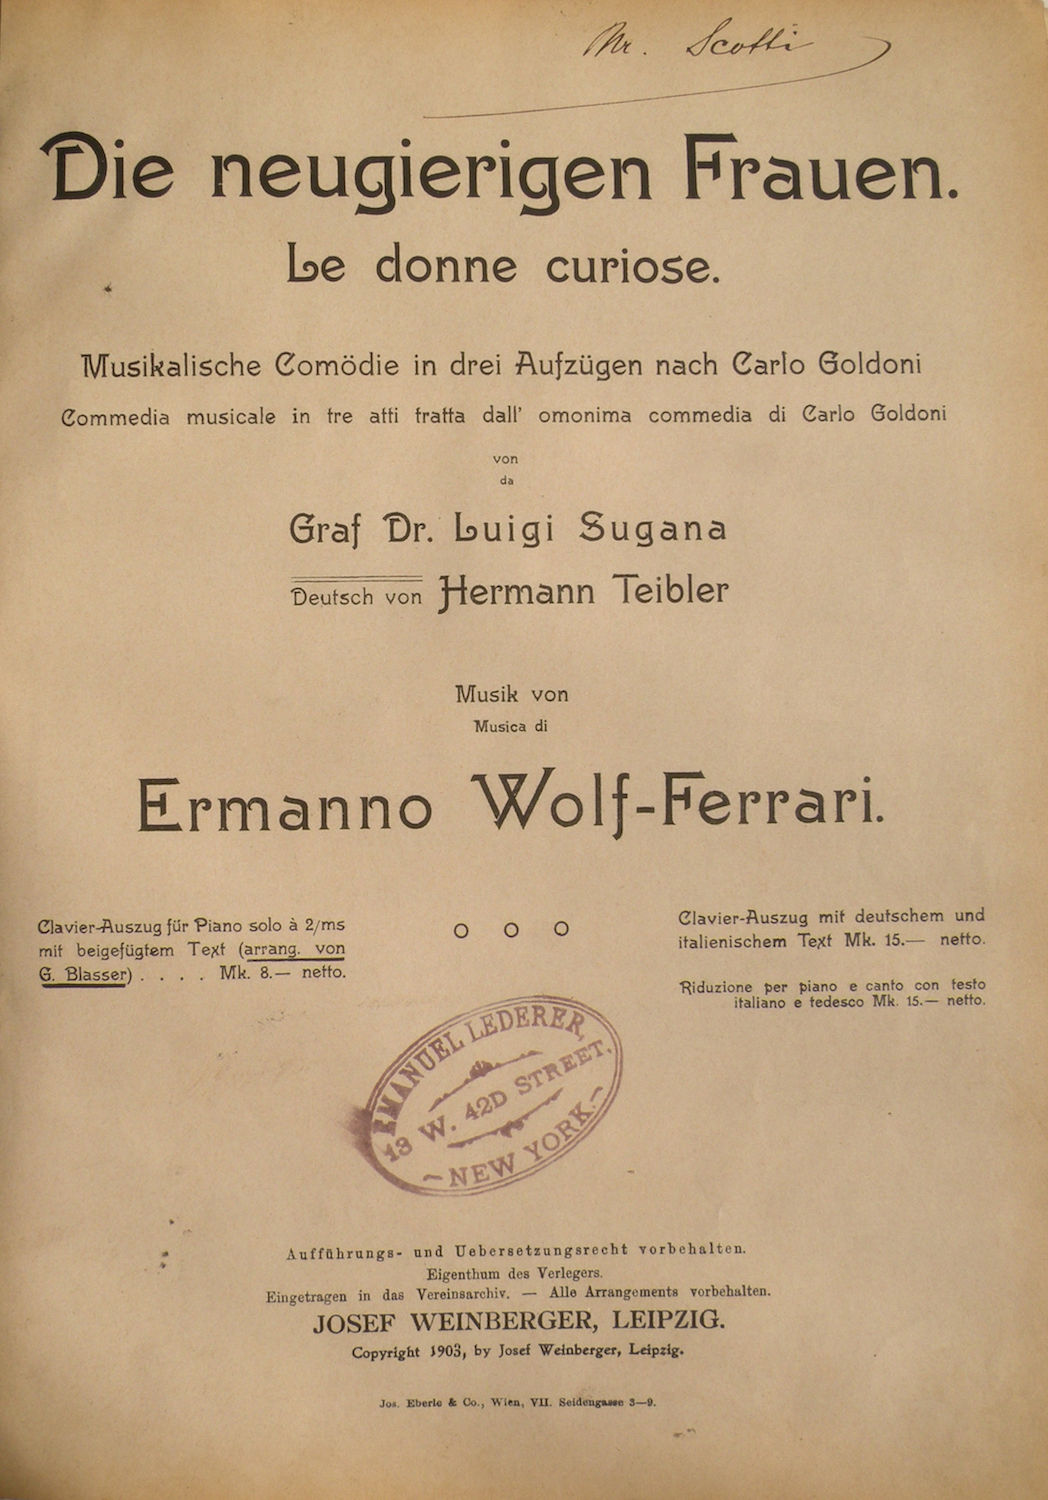 Mr. Scotti
Die neugierigen Frauen.
Le donne curiose.
Musikalische Comödie in drei Aufzügen nach Carlo Goldoni
Commedia musicale in tre atti tratta dall' omonima commedia di Carlo Goldoni
von
da
Graf Dr. Luigi Sugana
Deutsch von Hermann Teibler
Musik von
Musica di
Ermanno Wolf-Ferrari.
Clavier-Auszug für Piano solo à 2/ms
mit beigefügtem Text (arrang. von
G. Blasser) . . . . Mk. 8.— netto.
Clavier-Auszug mit deutschem und
italienischem Text Mk. 15.— netto.
Riduzione per piano e canto con testo
italiano e tedesco Mk. 15.— netto.
EMANUEL LEDERER,
13 W. 42D STREET.
NEW YORK.
Aufführungs- und Uebersetzungsrecht vorbehalten.
Eigenthum des Verlegers.
Eingetragen in das Vereinsarchiv. — Alle Arrangements vorbehalten.
JOSEF WEINBERGER, LEIPZIG.
Copyright 1903, by Josef Weinberger, Leipzig.
Jos. Eberle & Co., Wien, VII. Seidengasse 3—9.